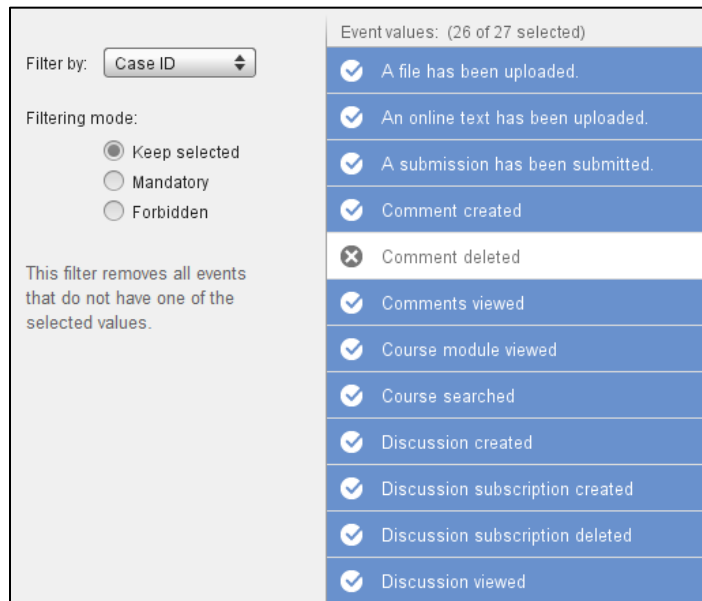 Filter by: Case ID
Filtering mode:
Keep selected
Mandatory
Forbidden
This filter removes all events
that do not have one of the
selected values.
Event values: (26 of 27 selected)
A file has been uploaded.
An online text has been uploaded.
A submission has been submitted.
Comment created
Comment deleted
Comments viewed
Course module viewed
Course searched
Discussion created
Discussion subscription created
Discussion subscription deleted
Discussion viewed